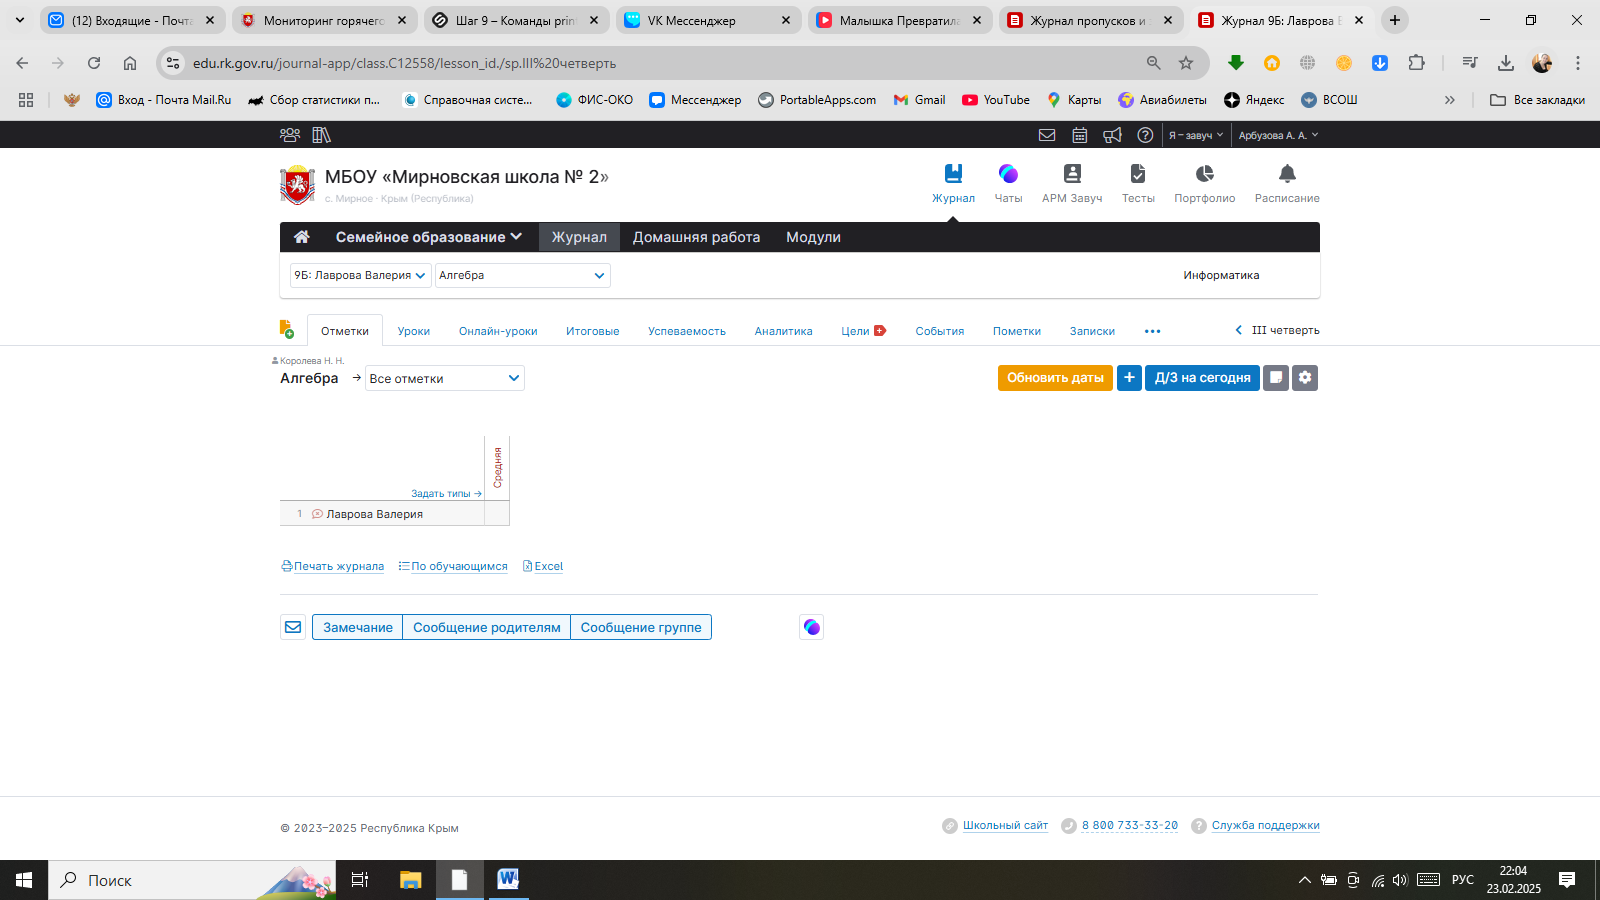 (12) Входящие - Почта
Мониторинг горячего
Шаг 9 – Команды prin
VK Мессенджер
Малышка Превратила
Журнал пропусков и з
Журнал 9Б: Лаврова В
edu.rk.gov.ru/journal-app/class.C12558/lesson_id./sp.III%20четверть
Вход - Почта Mail.Ru
Сбор статистики п...
Справочная систе...
ФИС-ОКО
Мессенджер
PortableApps.com
Gmail
YouTube
Карты
Авиабилеты
Яндекс
ВСОШ
»
Все закладки
Я – завуч
Арбузова А. А.
МБОУ «Мирновская школа № 2»
с. Мирное · Крым (Республика)
Журнал
Чаты
АРМ Завуч
Тесты
Портфолио
Расписание
Семейное образование
Журнал
Домашняя работа
Модули
9Б: Лаврова Валерия
Алгебра
Информатика
Отметки
Уроки
Онлайн-уроки
Итоговые
Успеваемость
Аналитика
Цели
События
Пометки
Записки
III четверть
Королева Н. Н.
Алгебра → Все отметки
Обновить даты
+
Д/З на сегодня
Средняя
Задать типы →
1 Лаврова Валерия
Печать журнала
По обучающимся
Excel
Замечание
Сообщение родителям
Сообщение группе
© 2023–2025 Республика Крым
Школьный сайт
8 800 733-33-20
Служба поддержки
Поиск
РУС
22:04
23.02.2025